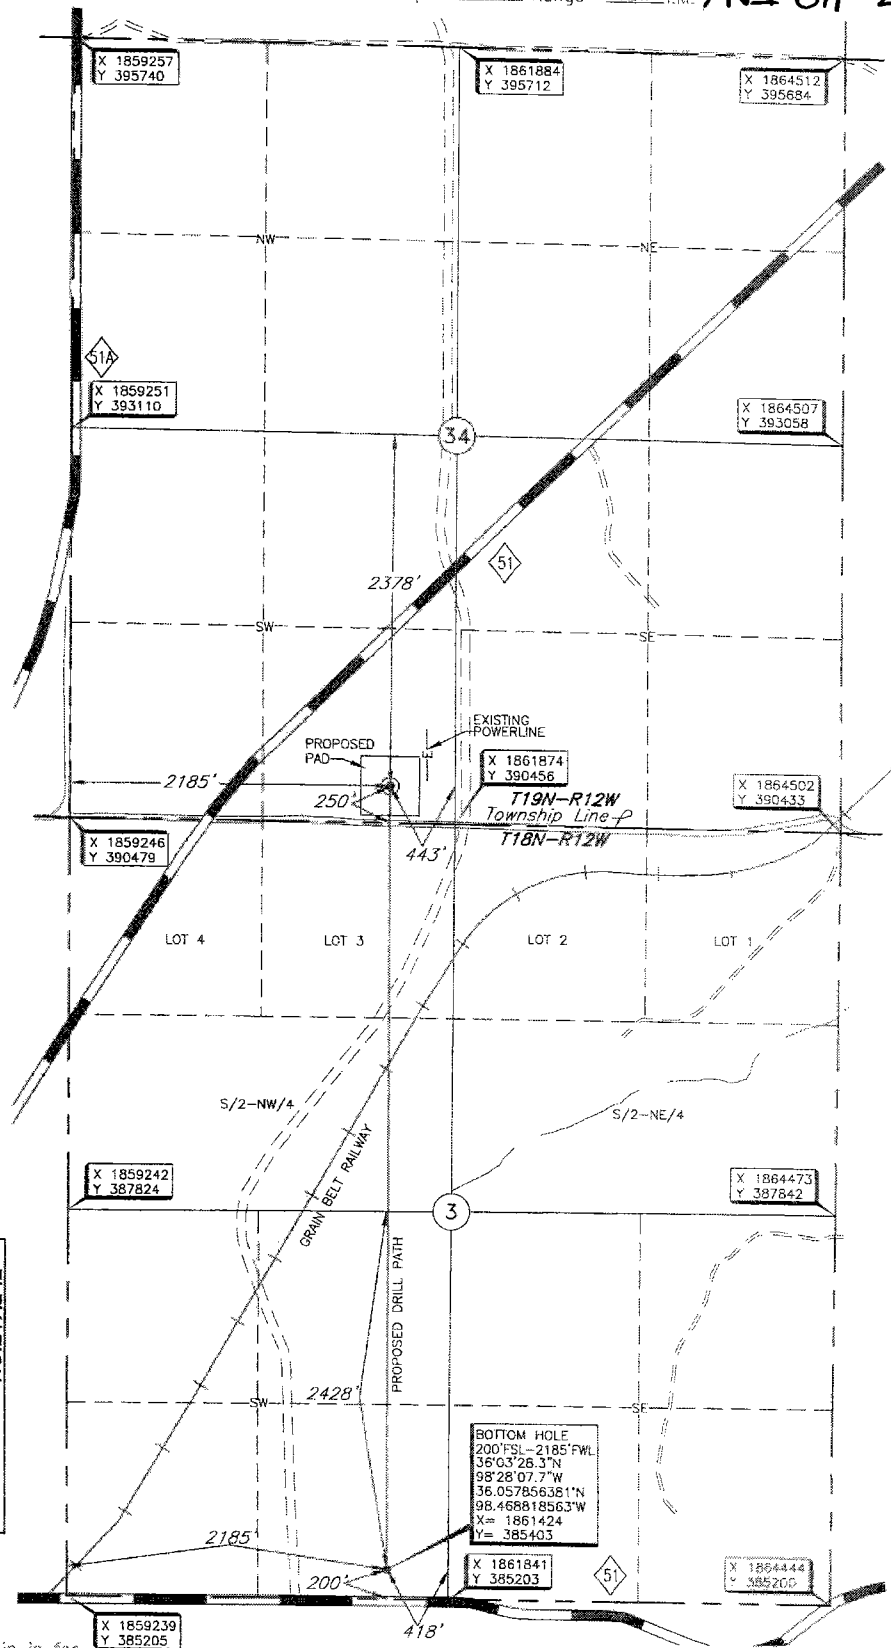 Range
X 1859257
Y 395740
X 1861884
Y 395712
X 1864512
Y 395684
NW
NE
51A
X 1859251
Y 393110
34
X 1864507
Y 393058
51
2378'
SW
SE
EXISTING
POWERLINE
PROPOSED
PAD
E
X 1861874
Y 390456
2185'
250'
X 1864502
Y 390433
T19N-R12W
Township Line
T18N-R12W
X 1859246
Y 390479
443'
LOT 4
LOT 3
LOT 2
LOT 1
S/2-NW/4
S/2-NE/4
GRAIN BELT RAILWAY
X 1859242
Y 387824
X 1864473
Y 387842
3
PROPOSED DRILL PATH
2428'
SW
SE
BOTTOM HOLE
200'FSL-2185'FWL
36°03'28.3"N
98°28'07.7"W
36.057856381°N
98.468818563°W
X= 1861424
Y= 385403
2185'
200'
X 1861841
Y 385203
51
X 1864444
Y 385200
418'
X 1859239
Y 385205